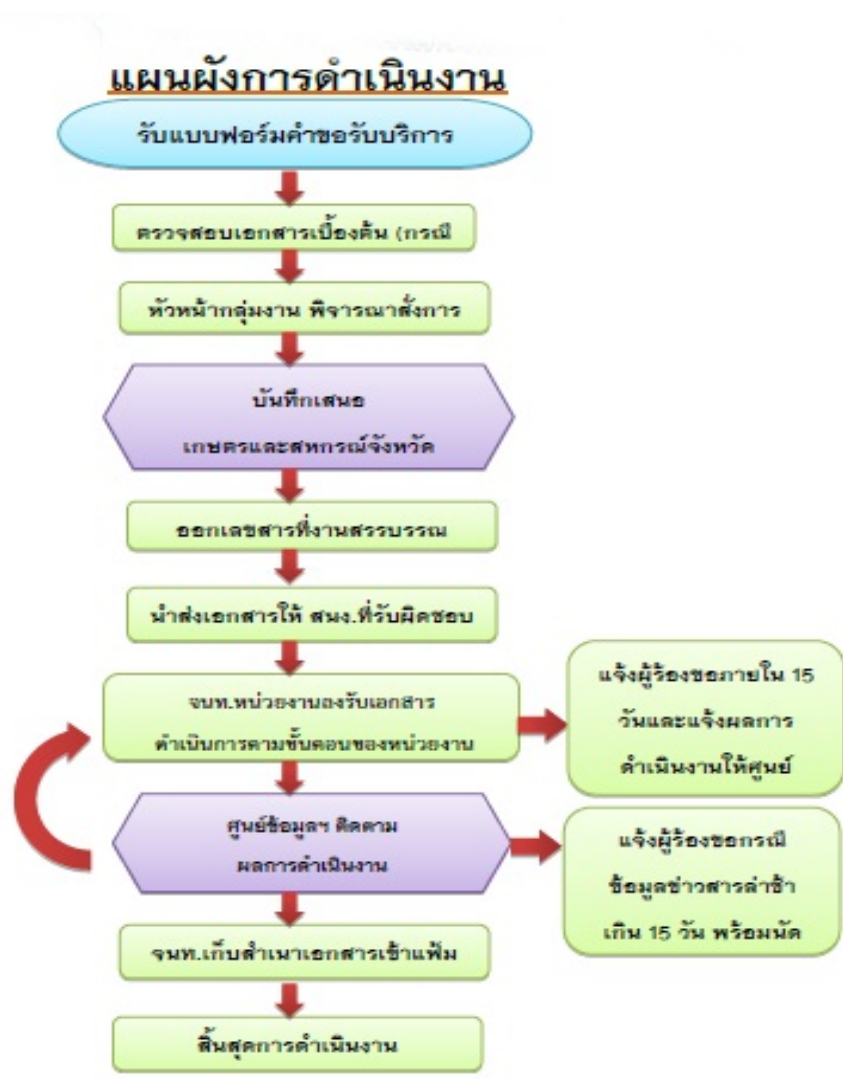 แผนผังการดำเนินงาน
รับแบบฟอร์มคำขอรับบริการ
ตรวจสอบเอกสารเบื้องต้น (กรณี
หัวหน้ากลุ่มงาน พิจารณาสั่งการ
บันทึกเสนอ
เกษตรและสหกรณ์จังหวัด
ออกเลขสารที่งานสรรบรรณ
นำส่งเอกสารให้ สนง.ที่รับผิดชอบ
จนท.หน่วยงานลงรับเอกสาร
ดำเนินการตามขั้นตอนของหน่วยงาน
แจ้งผู้ร้องขอภายใน 15
วันและแจ้งผลการ
ดำเนินงานให้ศูนย์
ศูนย์ข้อมูลฯ ติดตาม
ผลการดำเนินงาน
แจ้งผู้ร้องขอกรณี
ข้อมูลข่าวสารล่าช้า
เกิน 15 วัน พร้อมนัด
จนท.เก็บสำเนาเอกสารเข้าแฟ้ม
สิ้นสุดการดำเนินงาน